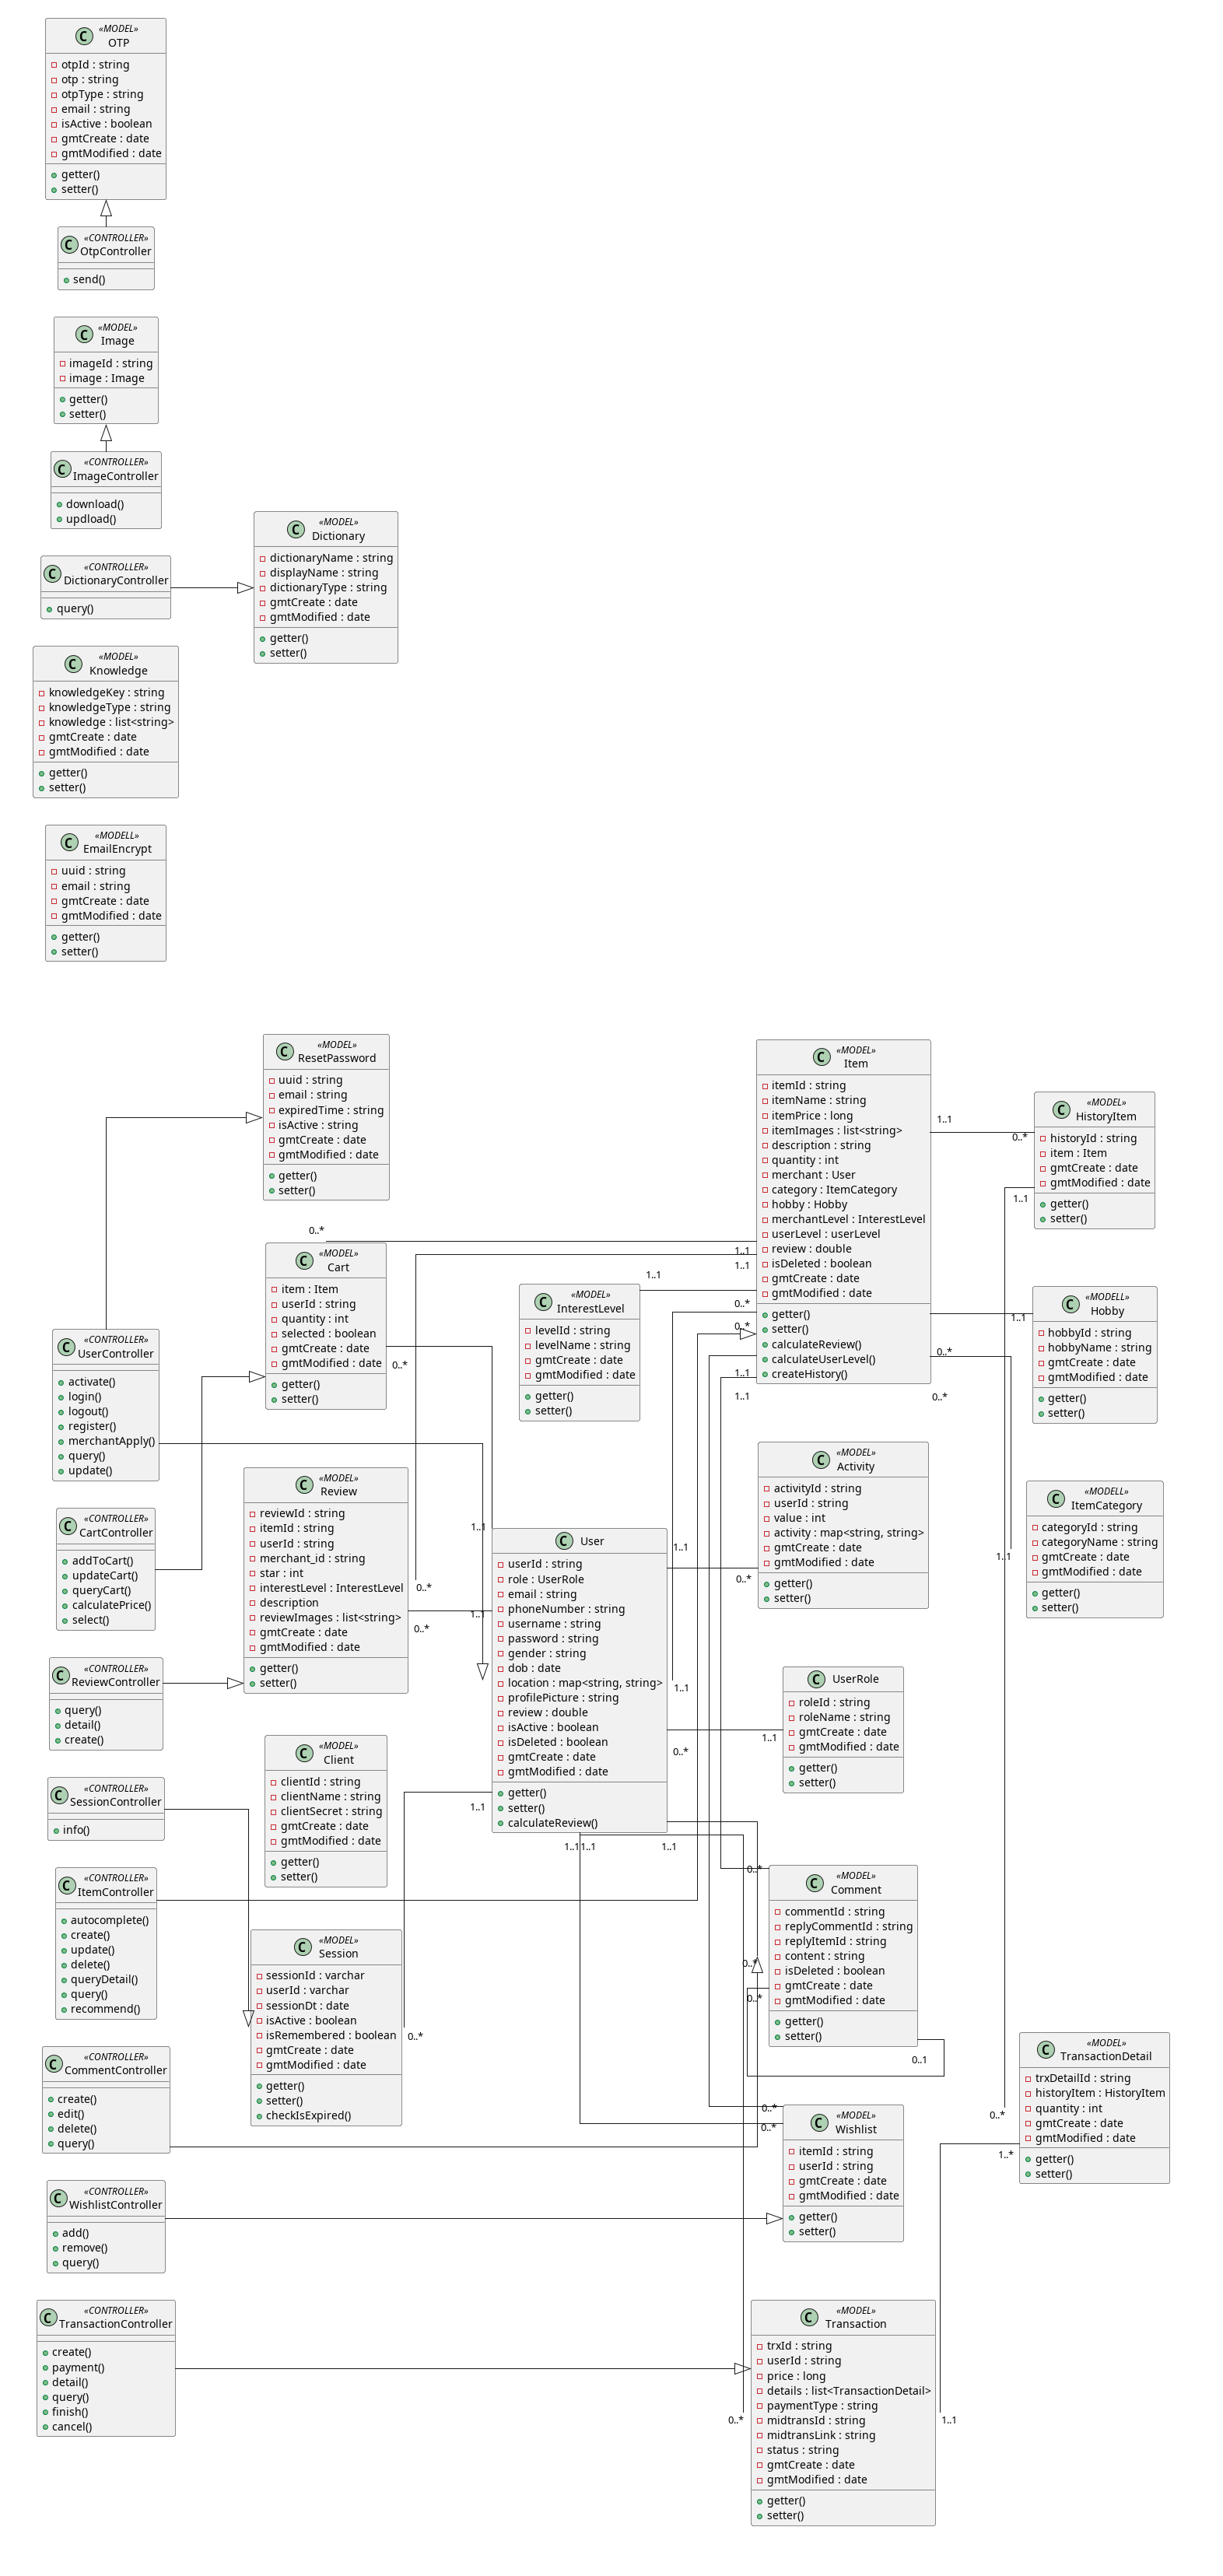 «MODEL»
OTP
otpId : string
otp : string
otpType : string
email : string
isActive : boolean
gmtCreate : date
gmtModified : date
getter()
setter()
«CONTROLLER»
OtpController
send()
«MODEL»
Image
imageId : string
image : Image
getter()
setter()
«CONTROLLER»
ImageController
download()
updload()
«CONTROLLER»
DictionaryController
query()
«MODEL»
Dictionary
dictionaryName : string
displayName : string
dictionaryType : string
gmtCreate : date
gmtModified : date
getter()
setter()
«MODEL»
Knowledge
knowledgeKey : string
knowledgeType : string
knowledge : list<string>
gmtCreate : date
gmtModified : date
getter()
setter()
«MODELL»
EmailEncrypt
uuid : string
email : string
gmtCreate : date
gmtModified : date
getter()
setter()
«MODEL»
ResetPassword
uuid : string
email : string
expiredTime : string
isActive : string
gmtCreate : date
gmtModified : date
getter()
setter()
0..*
«MODEL»
Cart
item : Item
userId : string
quantity : int
selected : boolean
gmtCreate : date
gmtModified : date
getter()
setter()
0..*
«CONTROLLER»
UserController
activate()
login()
logout()
register()
merchantApply()
query()
update()
«CONTROLLER»
CartController
addToCart()
updateCart()
queryCart()
calculatePrice()
select()
«MODEL»
Review
reviewId : string
itemId : string
userId : string
merchant_id : string
star : int
interestLevel : InterestLevel
description
reviewImages : list<string>
gmtCreate : date
gmtModified : date
getter()
setter()
0..*
0..*
«CONTROLLER»
ReviewController
query()
detail()
create()
«MODEL»
Client
clientId : string
clientName : string
clientSecret : string
gmtCreate : date
gmtModified : date
getter()
setter()
«CONTROLLER»
SessionController
info()
«CONTROLLER»
ItemController
autocomplete()
create()
update()
delete()
queryDetail()
query()
recommend()
«MODEL»
Session
sessionId : varchar
userId : varchar
sessionDt : date
isActive : boolean
isRemembered : boolean
gmtCreate : date
gmtModified : date
getter()
setter()
checkIsExpired()
0..*
«CONTROLLER»
CommentController
create()
edit()
delete()
query()
«CONTROLLER»
WishlistController
add()
remove()
query()
«CONTROLLER»
TransactionController
create()
payment()
detail()
query()
finish()
cancel()
«MODEL»
InterestLevel
levelId : string
levelName : string
gmtCreate : date
gmtModified : date
getter()
setter()
1..1
1..1
1..1
User
userId : string
role : UserRole
email : string
phoneNumber : string
username : string
password : string
gender : string
dob : date
location : map<string, string>
profilePicture : string
review : double
isActive : boolean
isDeleted : boolean
gmtCreate : date
gmtModified : date
getter()
setter()
calculateReview()
1..1
1..1
1..1
0..*
1..1
1..1
1..1
«MODEL»
Item
itemId : string
itemName : string
itemPrice : long
itemImages : list<string>
description : string
quantity : int
merchant : User
category : ItemCategory
hobby : Hobby
merchantLevel : InterestLevel
userLevel : userLevel
review : double
isDeleted : boolean
gmtCreate : date
gmtModified : date
getter()
setter()
calculateReview()
calculateUserLevel()
createHistory()
1..1
1..1
0..*
0..*
1..1
1..1
1..1
0..*
0..*
«MODEL»
Activity
activityId : string
userId : string
value : int
activity : map<string, string>
gmtCreate : date
gmtModified : date
getter()
setter()
0..*
UserRole
roleId : string
roleName : string
gmtCreate : date
gmtModified : date
getter()
setter()
1..1
«MODEL»
Comment
commentId : string
replyCommentId : string
replyItemId : string
content : string
isDeleted : boolean
gmtCreate : date
gmtModified : date
getter()
setter()
0..*
0..*
0..*
0..1
«MODEL»
Wishlist
itemId : string
userId : string
gmtCreate : date
gmtModified : date
getter()
setter()
0..*
0..*
«MODEL»
Transaction
trxId : string
userId : string
price : long
details : list<TransactionDetail>
paymentType : string
midtransId : string
midtransLink : string
status : string
gmtCreate : date
gmtModified : date
getter()
setter()
0..*
1..1
«MODEL»
HistoryItem
historyId : string
item : Item
gmtCreate : date
gmtModified : date
getter()
setter()
0..*
1..1
«MODELL»
Hobby
hobbyId : string
hobbyName : string
gmtCreate : date
gmtModified : date
getter()
setter()
1..1
«MODELL»
ItemCategory
categoryId : string
categoryName : string
gmtCreate : date
gmtModified : date
getter()
setter()
1..1
«MODEL»
TransactionDetail
trxDetailId : string
historyItem : HistoryItem
quantity : int
gmtCreate : date
gmtModified : date
getter()
setter()
0..*
1..*